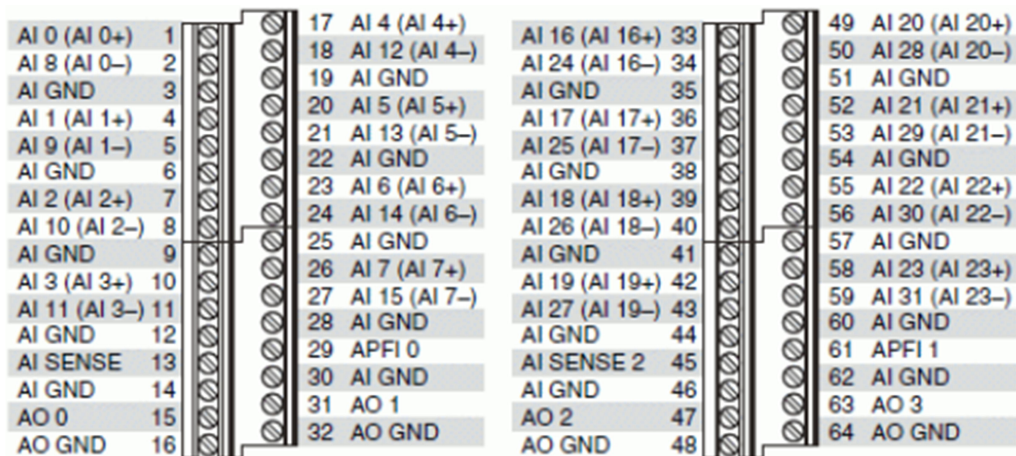 AI 0 (AI 0+) 1
AI 8 (AI 0–) 2
AI GND 3
AI 1 (AI 1+) 4
AI 9 (AI 1–) 5
AI GND 6
AI 2 (AI 2+) 7
AI 10 (AI 2–) 8
AI GND 9
AI 3 (AI 3+) 10
AI 11 (AI 3–) 11
AI GND 12
AI SENSE 13
AI GND 14
AO 0 15
AO GND 16
17 AI 4 (AI 4+)
18 AI 12 (AI 4–)
19 AI GND
20 AI 5 (AI 5+)
21 AI 13 (AI 5–)
22 AI GND
23 AI 6 (AI 6+)
24 AI 14 (AI 6–)
25 AI GND
26 AI 7 (AI 7+)
27 AI 15 (AI 7–)
28 AI GND
29 APFI 0
30 AI GND
31 AO 1
32 AO GND
AI 16 (AI 16+) 33
AI 24 (AI 16–) 34
AI GND 35
AI 17 (AI 17+) 36
AI 25 (AI 17–) 37
AI GND 38
AI 18 (AI 18+) 39
AI 26 (AI 18–) 40
AI GND 41
AI 19 (AI 19+) 42
AI 27 (AI 19–) 43
AI GND 44
AI SENSE 2 45
AI GND 46
AO 2 47
AO GND 48
49 AI 20 (AI 20+)
50 AI 28 (AI 20–)
51 AI GND
52 AI 21 (AI 21+)
53 AI 29 (AI 21–)
54 AI GND
55 AI 22 (AI 22+)
56 AI 30 (AI 22–)
57 AI GND
58 AI 23 (AI 23+)
59 AI 31 (AI 23–)
60 AI GND
61 APFI 1
62 AI GND
63 AO 3
64 AO GND